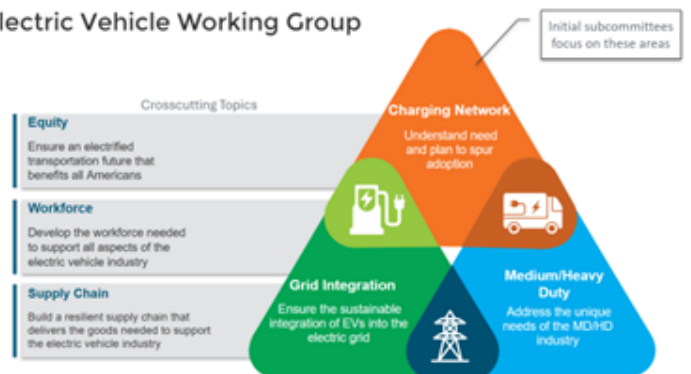 lectric Vehicle Working Group
Initial subcommittees
focus on these areas
Crosscutting Topics
Equity
Ensure an electrified
transportation future that
benefits all Americans
Workforce
Develop the workforce needed
to support all aspects of the
electric vehicle industry
Supply Chain
Build a resilient supply chain that
delivers the goods needed to support
the electric vehicle industry
Charging Network
Understand need
and plan to spur
adoption
Grid Integration
Ensure the sustainable
integration of EVs into the
electric grid
Medium/Heavy
Duty
Address the unique
needs of the MD/HD
industry